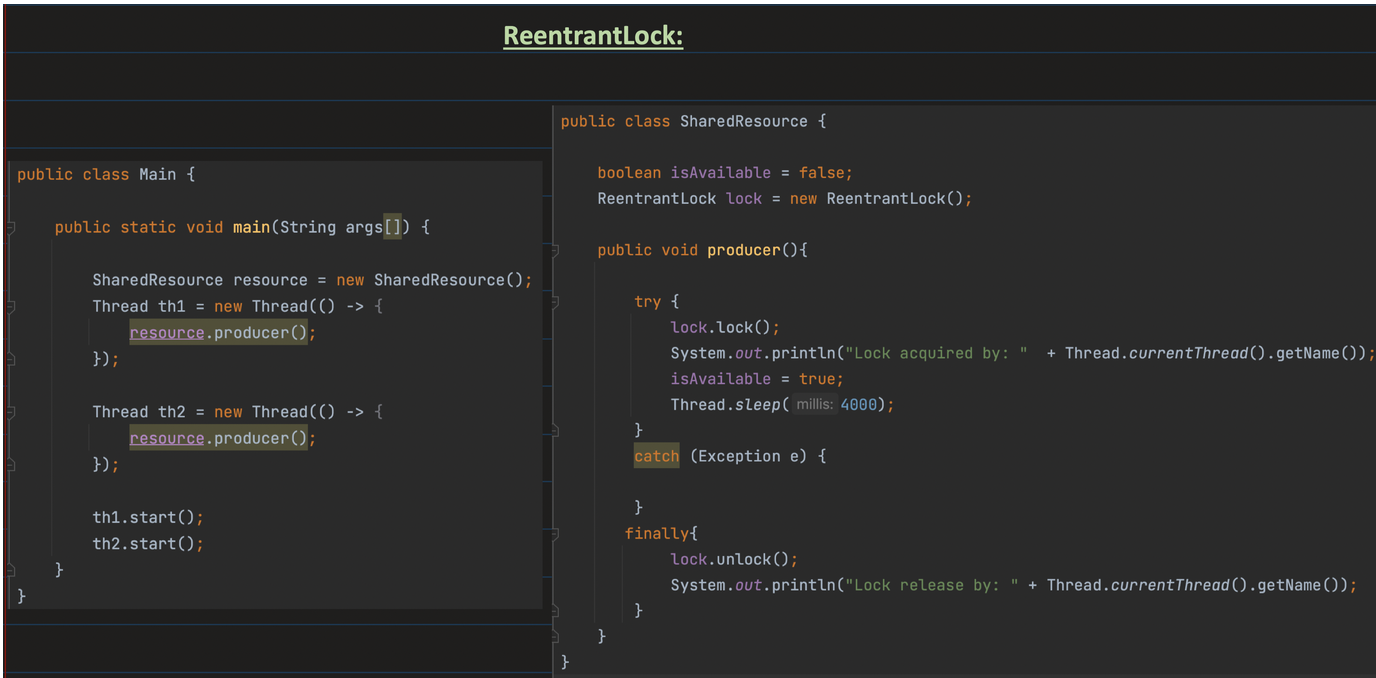 ReentrantLock:
public class Main {
public static void main(String args[]) {
SharedResource resource = new SharedResource();
Thread th1 = new Thread(() -> {
resource.producer();
});
Thread th2 = new Thread(() -> {
resource.producer();
});
th1.start();
th2.start();
}
}
public class SharedResource {
boolean isAvailable = false;
ReentrantLock lock = new ReentrantLock();
public void producer(){
try {
lock.lock();
System.out.println("Lock acquired by: "  + Thread.currentThread().getName());
isAvailable = true;
Thread.sleep( millis: 4000);
}
catch (Exception e) {
}
finally{
lock.unlock();
System.out.println("Lock release by: " + Thread.currentThread().getName());
}
}
}